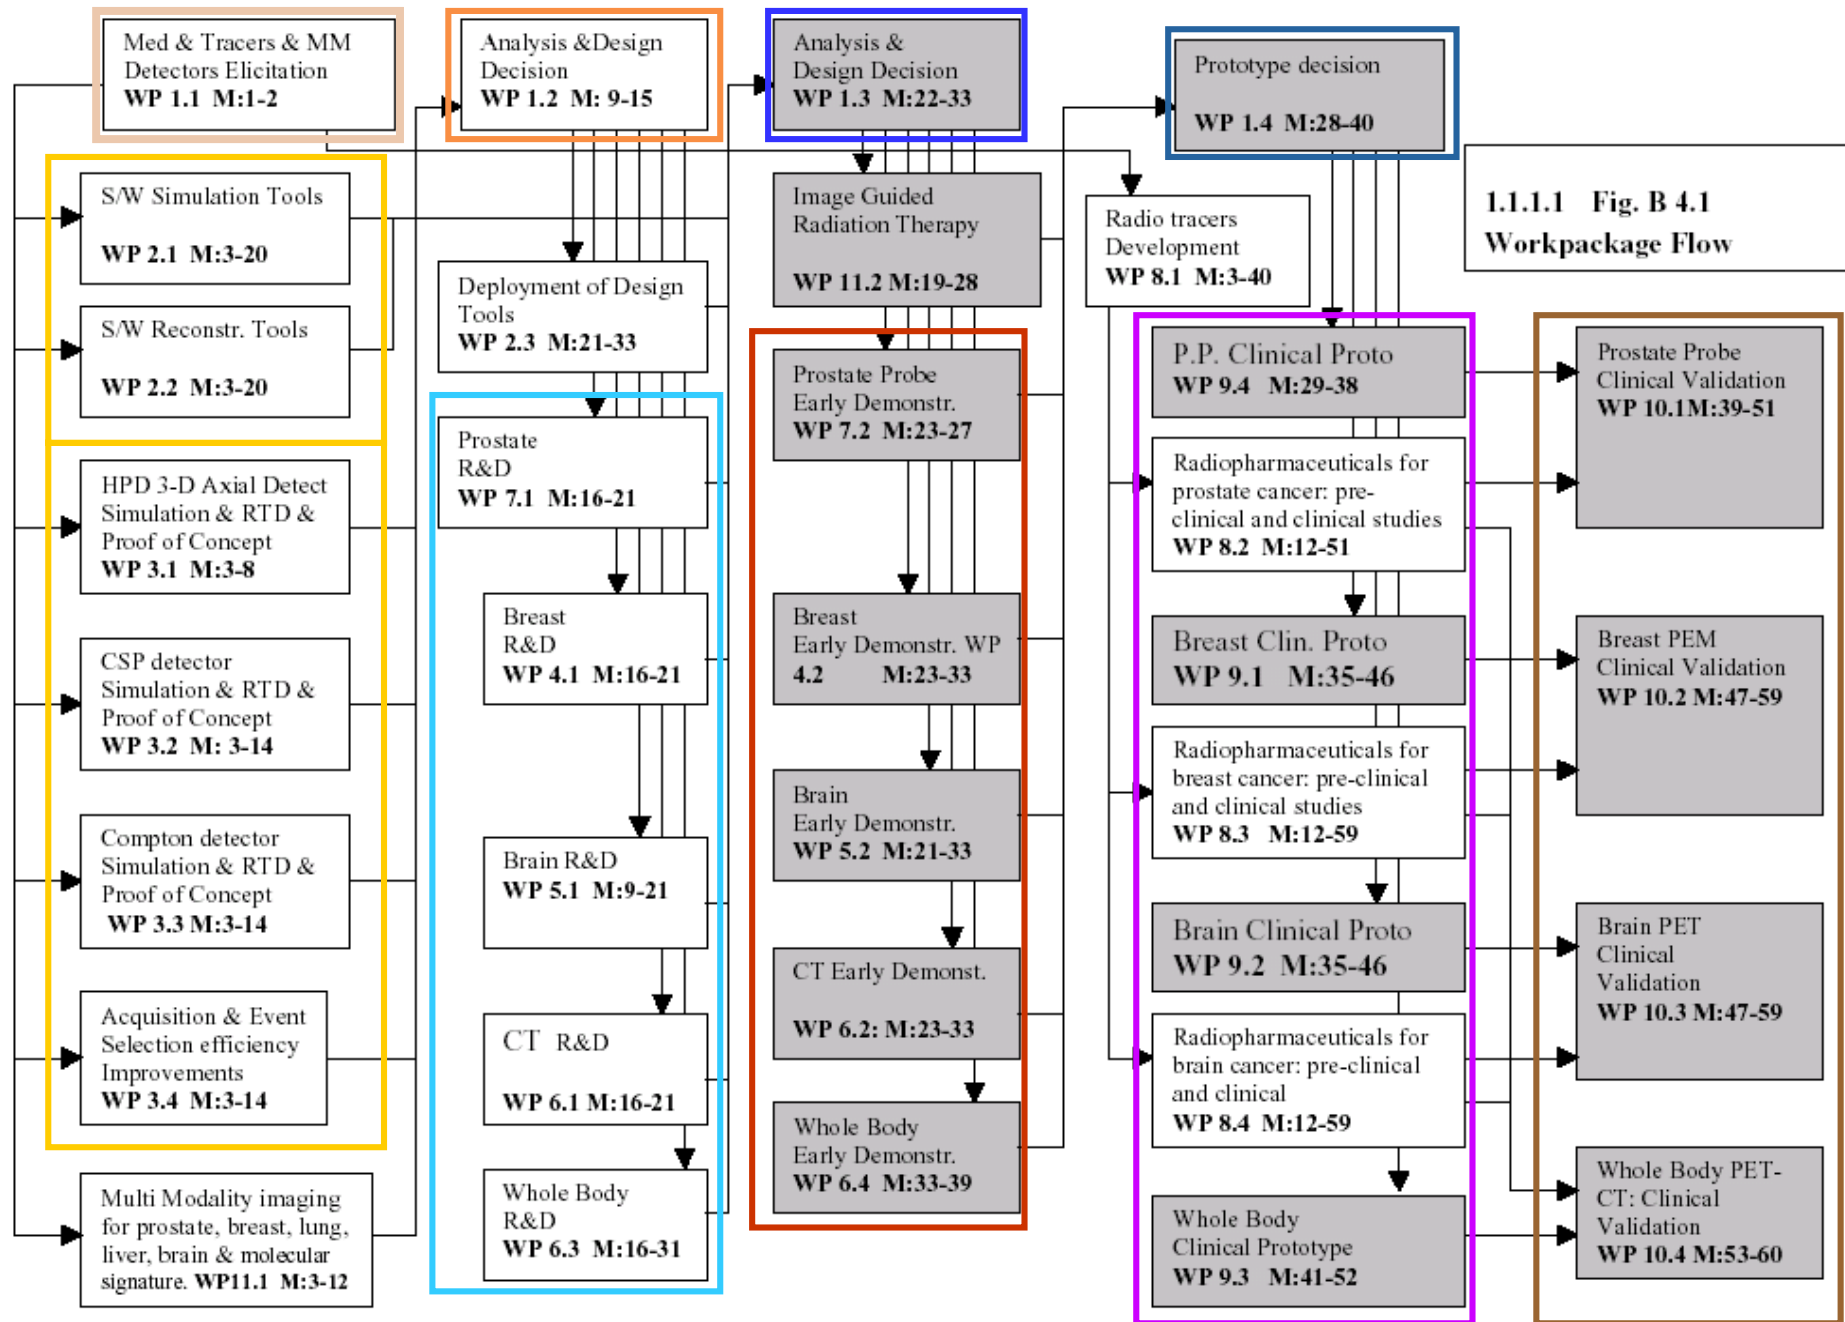 Med & Tracers & MM
Detectors Elicitation
WP 1.1 M:1-2
Analysis &Design
Decision
WP 1.2 M: 9-15
Analysis &
Design Decision
WP 1.3 M:22-33
Prototype decision
WP 1.4 M:28-40
1.1.1.1 Fig. B 4.1
Workpackage Flow
S/W Simulation Tools
WP 2.1 M:3-20
S/W Reconstr. Tools
WP 2.2 M:3-20
HPD 3-D Axial Detect
Simulation & RTD &
Proof of Concept
WP 3.1 M:3-8
CSP detector
Simulation & RTD &
Proof of Concept
WP 3.2 M: 3-14
Compton detector
Simulation & RTD &
Proof of Concept
WP 3.3 M:3-14
Acquisition & Event
Selection efficiency
Improvements
WP 3.4 M:3-14
Multi Modality imaging
for prostate, breast, lung,
liver, brain & molecular
signature. WP11.1 M:3-12
Deployment of Design
Tools
WP 2.3 M:21-33
Prostate
R&D
WP 7.1 M:16-21
Breast
R&D
WP 4.1 M:16-21
Brain R&D
WP 5.1 M:9-21
CT R&D
WP 6.1 M:16-21
Whole Body
R&D
WP 6.3 M:16-31
Image Guided
Radiation Therapy
WP 11.2 M:19-28
Prostate Probe
Early Demonstr.
WP 7.2 M:23-27
Breast
Early Demonstr. WP
4.2 M:23-33
Brain
Early Demonstr.
WP 5.2 M:21-33
CT Early Demonst.
WP 6.2: M:23-33
Whole Body
Early Demonstr.
WP 6.4 M:33-39
Radio tracers
Development
WP 8.1 M:3-40
P.P. Clinical Proto
WP 9.4 M:29-38
Radiopharmaceuticals for
prostate cancer: pre-
clinical and clinical studies
WP 8.2 M:12-51
Breast Clin. Proto
WP 9.1 M:35-46
Radiopharmaceuticals for
breast cancer: pre-clinical
and clinical studies
WP 8.3 M:12-59
Brain Clinical Proto
WP 9.2 M:35-46
Radiopharmaceuticals for
brain cancer: pre-clinical
and clinical
WP 8.4 M:12-59
Whole Body
Clinical Prototype
WP 9.3 M:41-52
Prostate Probe
Clinical Validation
WP 10.1M:39-51
Breast PEM
Clinical Validation
WP 10.2 M:47-59
Brain PET
Clinical
Validation
WP 10.3 M:47-59
Whole Body PET-
CT: Clinical
Validation
WP 10.4 M:53-60